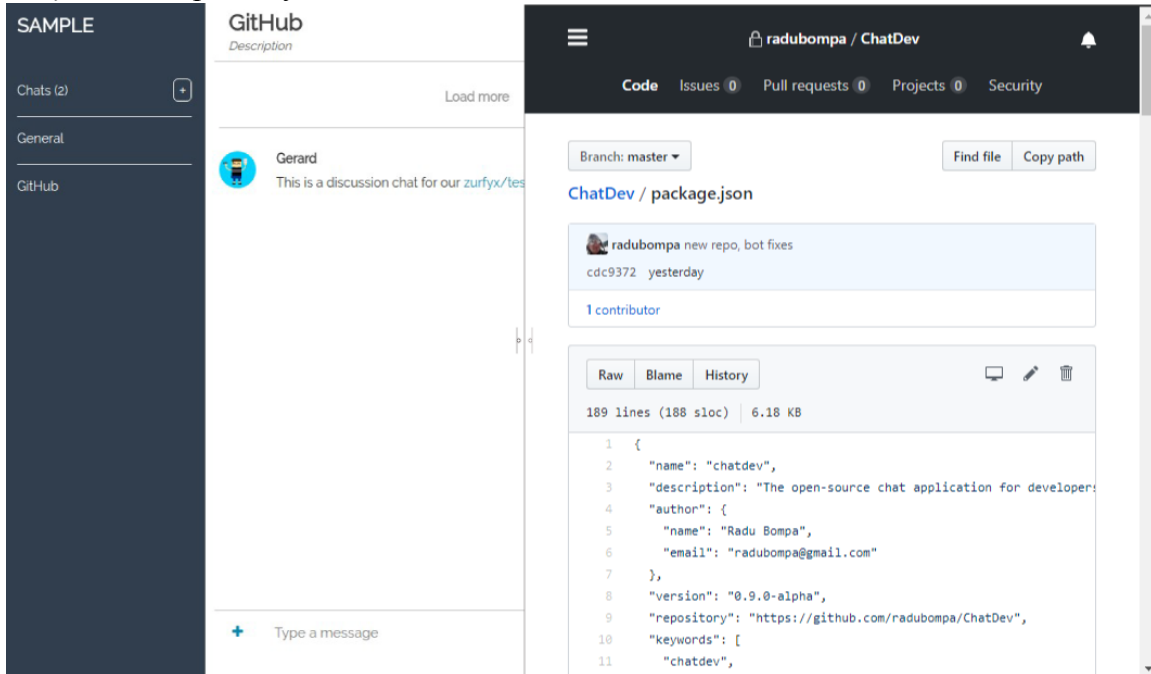 SAMPLE
Chats (2)
+
General
GitHub
GitHub
Description
Load more
Gerard
This is a discussion chat for our zurfyx/tes
+ Type a message
radubompa / ChatDev
Code Issues 0 Pull requests 0 Projects 0 Security
Branch: master
Find file Copy path
ChatDev / package.json
radubompa new repo, bot fixes
cdc9372 yesterday
1 contributor
Raw Blame History
189 lines (188 sloc) 6.18 KB
1 {
2 "name": "chatdev",
3 "description": "The open-source chat application for developers
4 "author": {
5 "name": "Radu Bompa",
6 "email": "radubompa@gmail.com"
7 },
8 "version": "0.9.0-alpha",
9 "repository": "https://github.com/radubompa/ChatDev",
10 "keywords": [
11 "chatdev",